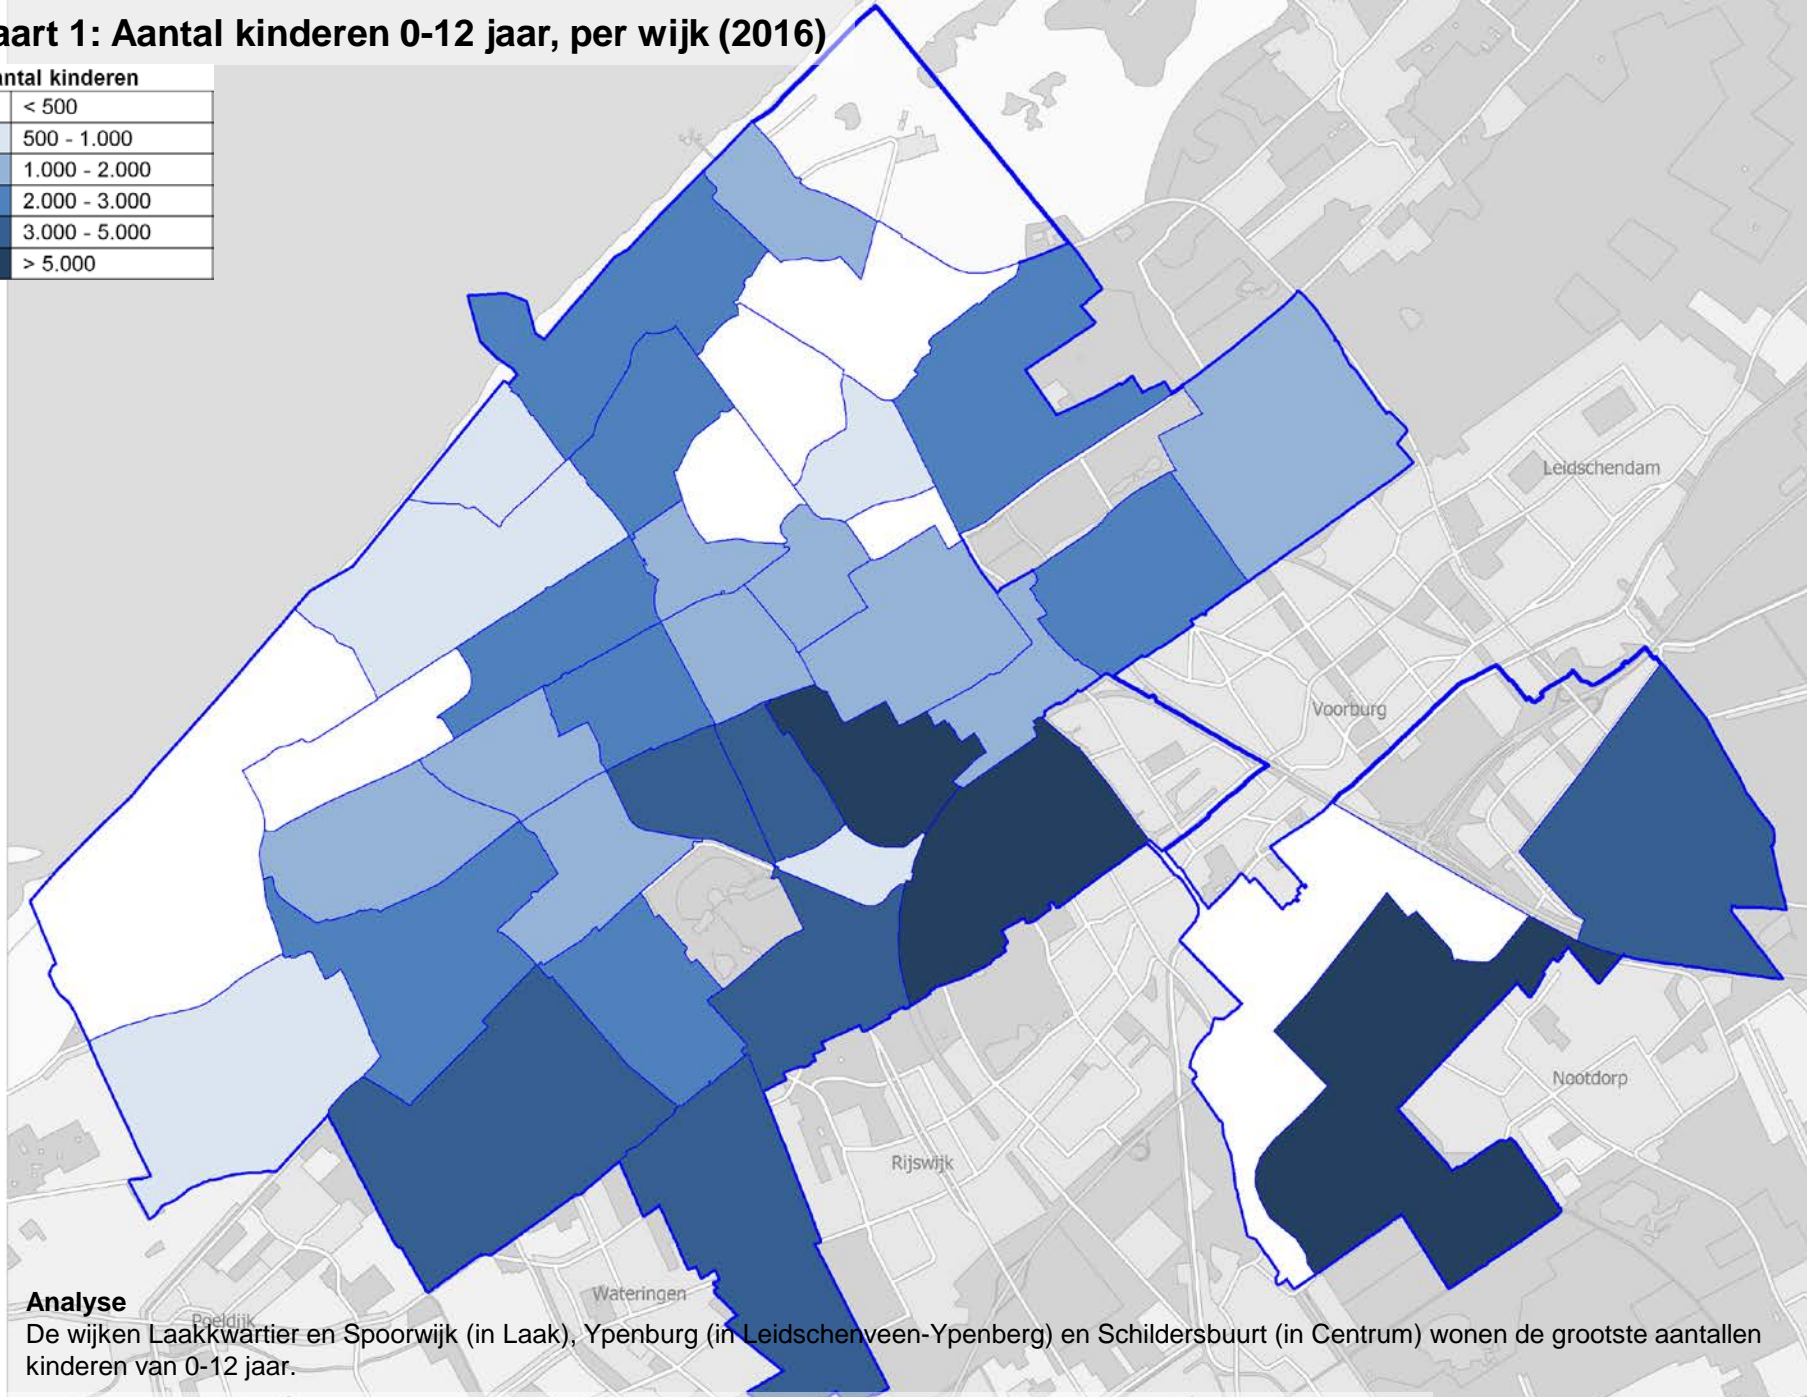 aart 1: Aantal kinderen 0-12 jaar, per wijk (2016)
antal kinderen
< 500
500 - 1.000
1.000 - 2.000
2.000 - 3.000
3.000 - 5.000
> 5.000
Leidschendam
Voorburg
Nootdorp
Rijswijk
Wateringen
Poeldijk
Analyse
De wijken Laakkwartier en Spoorwijk (in Laak), Ypenburg (in Leidschenveen-Ypenberg) en Schildersbuurt (in Centrum) wonen de grootste aantallen
kinderen van 0-12 jaar.